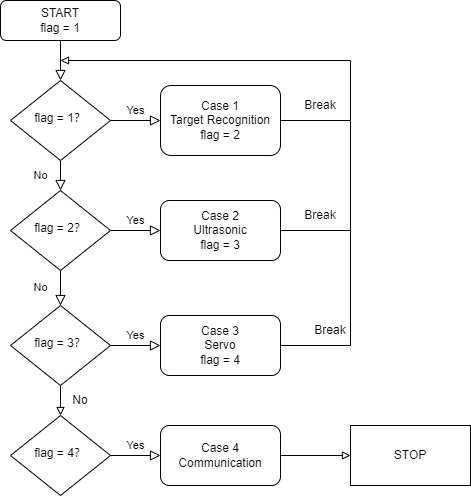 START
flag = 1
flag = 1?
Yes
Case 1
Target Recognition
flag = 2
Break
No
flag = 2?
Yes
Case 2
Ultrasonic
flag = 3
Break
No
flag = 3?
Yes
Case 3
Servo
flag = 4
Break
No
flag = 4?
Yes
Case 4
Communication
STOP